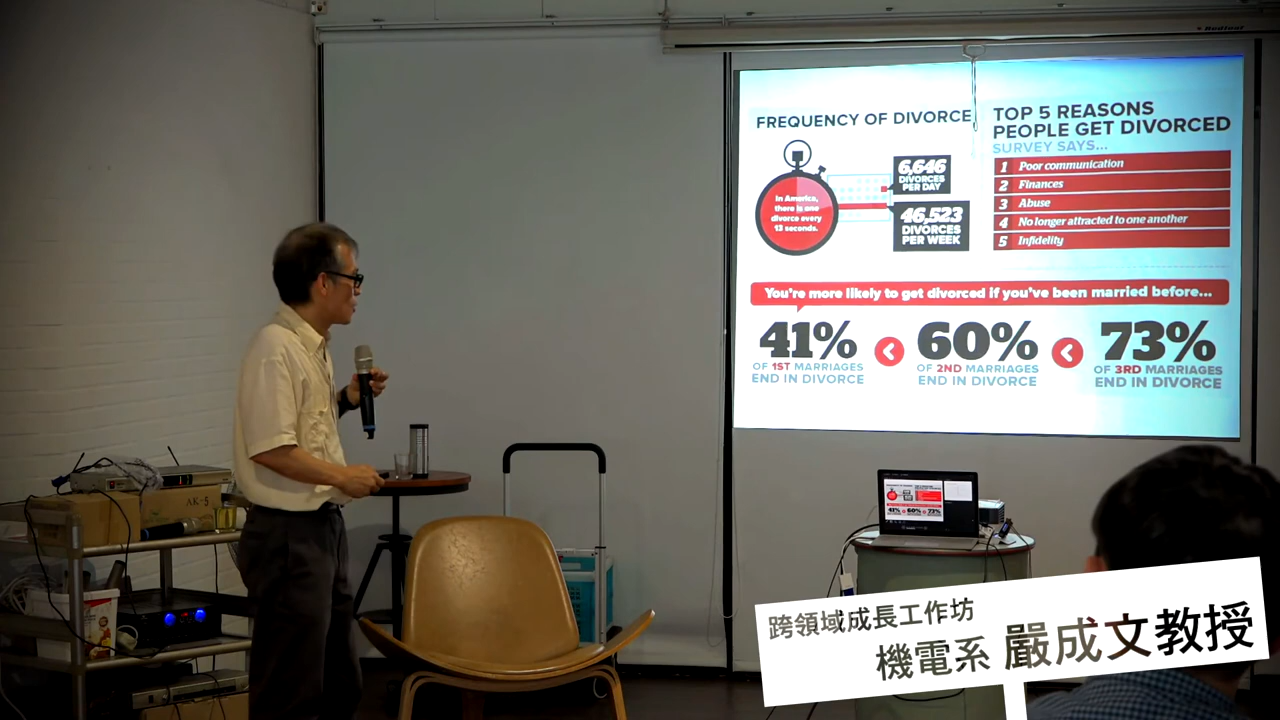 FREQUENCY OF DIVORCE
In America,
there is one
divorce every
13 seconds.
6,646
DIVORCES
PER DAY
46,523
DIVORCES
PER WEEK
TOP 5 REASONS
PEOPLE GET DIVORCED
SURVEY SAYS...
1 Poor communication
2 Finances
3 Abuse
4 No longer attracted to one another
5 Infidelity
You're more likely to get divorced if you've been married before...
41%
OF 1ST MARRIAGES
END IN DIVORCE
60%
OF 2ND MARRIAGES
END IN DIVORCE
73%
OF 3RD MARRIAGES
END IN DIVORCE
AK-5
跨領域成長工作坊
機電系 嚴成文教授